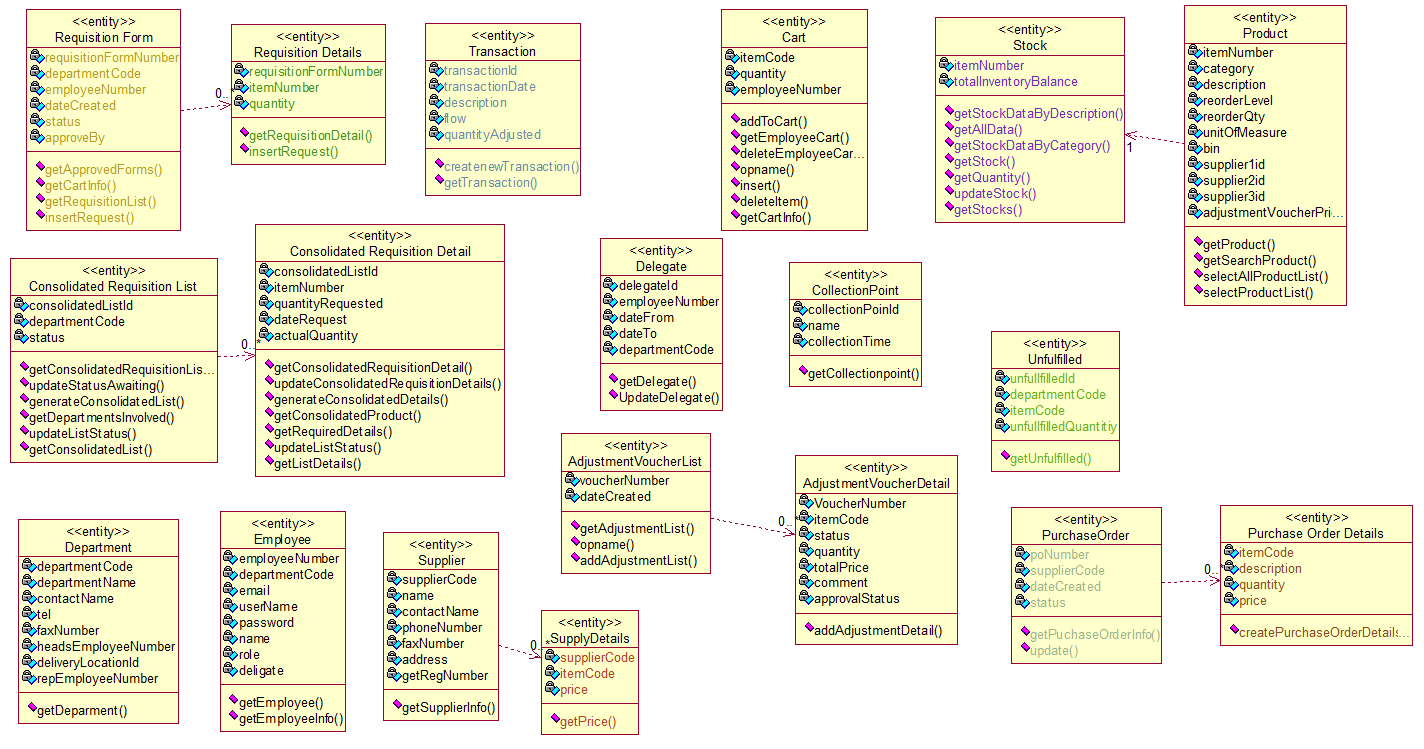 <<entity>>
Requisition Form
requisitionFormNumber
departmentCode
employeeNumber
dateCreated
status
approveBy
getApprovedForms()
getCartInfo()
getRequisitionList()
insertRequest()
0..*
<<entity>>
Requisition Details
requisitionFormNumber
itemNumber
quantity
getRequisitionDetail()
insertRequest()
<<entity>>
Transaction
transactionId
transactionDate
description
flow
quantityAdjusted
createnewTransaction()
getTransaction()
<<entity>>
Cart
itemCode
quantity
employeeNumber
addToCart()
getEmployeeCart()
deleteEmployeeCar...
opname()
insert()
deleteItem()
getCartInfo()
<<entity>>
Stock
itemNumber
totalInventoryBalance
getStockDataByDescription()
getAllData()
getStockDataByCategory()
getStock()
getQuantity()
updateStock()
getStocks()
1
<<entity>>
Product
itemNumber
category
description
reorderLevel
reorderQty
unitOfMeasure
bin
supplier1id
supplier2id
supplier3id
adjustmentVoucherPri...
getProduct()
getSearchProduct()
selectAllProductList()
selectProductList()
<<entity>>
Consolidated Requisition List
consolidatedListId
departmentCode
status
getConsolidatedRequisitionLis...
updateStatusAwaiting()
generateConsolidatedList()
getDepartmentsInvolved()
updateListStatus()
getConsolidatedList()
0..*
<<entity>>
Consolidated Requisition Detail
consolidatedListId
itemNumber
quantityRequested
dateRequest
actualQuantity
getConsolidatedRequisitionDetail()
updateConsolidatedRequisitionDetails()
generateConsolidatedDetails()
getConsolidatedProduct()
getRequiredDetails()
updateListStatus()
getListDetails()
<<entity>>
Delegate
delegateId
employeeNumber
dateFrom
dateTo
departmentCode
getDelegate()
UpdateDelegate()
<<entity>>
CollectionPoint
collectionPoinId
name
collectionTime
getCollectionpoint()
<<entity>>
Unfulfilled
unfullfilledId
departmentCode
itemCode
unfullfilledQuantitiy
getUnfulfilled()
<<entity>>
Department
departmentCode
departmentName
contactName
tel
faxNumber
headsEmployeeNumber
deliveryLocationId
repEmployeeNumber
getDeparment()
<<entity>>
Employee
employeeNumber
departmentCode
email
userName
password
name
role
deligate
getEmployee()
getEmployeeInfo()
<<entity>>
Supplier
supplierCode
name
contactName
phoneNumber
faxNumber
address
getRegNumber
getSupplierInfo()
0..*
<<entity>>
SupplyDetails
supplierCode
itemCode
price
getPrice()
<<entity>>
AdjustmentVoucherList
voucherNumber
dateCreated
getAdjustmentList()
opname()
addAdjustmentList()
0..*
<<entity>>
AdjustmentVoucherDetail
VoucherNumber
itemCode
status
quantity
totalPrice
comment
approvalStatus
addAdjustmentDetail()
<<entity>>
PurchaseOrder
poNumber
supplierCode
dateCreated
status
getPuchaseOrderInfo()
update()
0..*
<<entity>>
Purchase Order Details
itemCode
description
quantity
price
createPurchaseOrderDetails...